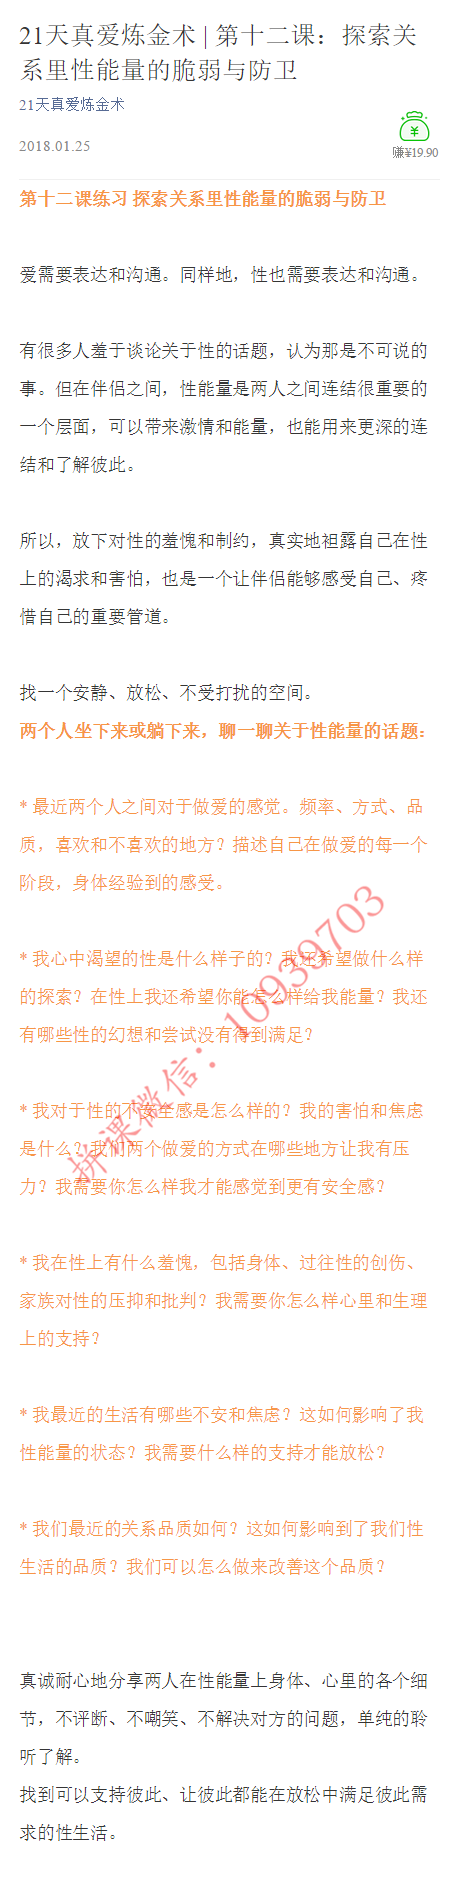 21天真爱炼金术 | 第十二课：探索关
系里性能量的脆弱与防卫
21天真爱炼金术
2018.01.25
¥
赚¥19.90
第十二课练习 探索关系里性能量的脆弱与防卫
爱需要表达和沟通。同样地，性也需要表达和沟通。
有很多人羞于谈论关于性的话题，认为那是不可说的
事。但在伴侣之间，性能量是两人之间连结很重要的
一个层面，可以带来激情和能量，也能用来更深的连
结和了解彼此。
所以，放下对性的羞愧和制约，真实地袒露自己在性
上的渴求和害怕，也是一个让伴侣能够感受自己、疼
惜自己的重要管道。
找一个安静、放松、不受打扰的空间。
两个人坐下来或躺下来，聊一聊关于性能量的话题：
* 最近两个人之间对于做爱的感觉。频率、方式、品
质，喜欢和不喜欢的地方？描述自己在做爱的每一个
阶段，身体经验到的感受。
* 我心中渴望的性是什么样子的？我还希望做什么样
的探索？在性上我还希望你能怎么样给我能量？我还
有哪些性的幻想和尝试没有得到满足？
* 我对于性的不安全感是怎么样的？我的害怕和焦虑
是什么？我们两个做爱的方式在哪些地方让我有压
力？我需要你怎么样我才能感觉到更有安全感？
拼课微信：10939703
* 我在性上有什么羞愧，包括身体、过往性的创伤、
家族对性的压抑和批判？我需要你怎么样心里和生理
上的支持？
* 我最近的生活有哪些不安和焦虑？这如何影响了我
性能量的状态？我需要什么样的支持才能放松？
* 我们最近的关系品质如何？这如何影响到了我们性
生活的品质？我们可以怎么做来改善这个品质？
真诚耐心地分享两人在性能量上身体、心里的各个细
节，不评断、不嘲笑、不解决对方的问题，单纯的聆
听了解。
找到可以支持彼此、让彼此都能在放松中满足彼此需
求的性生活。